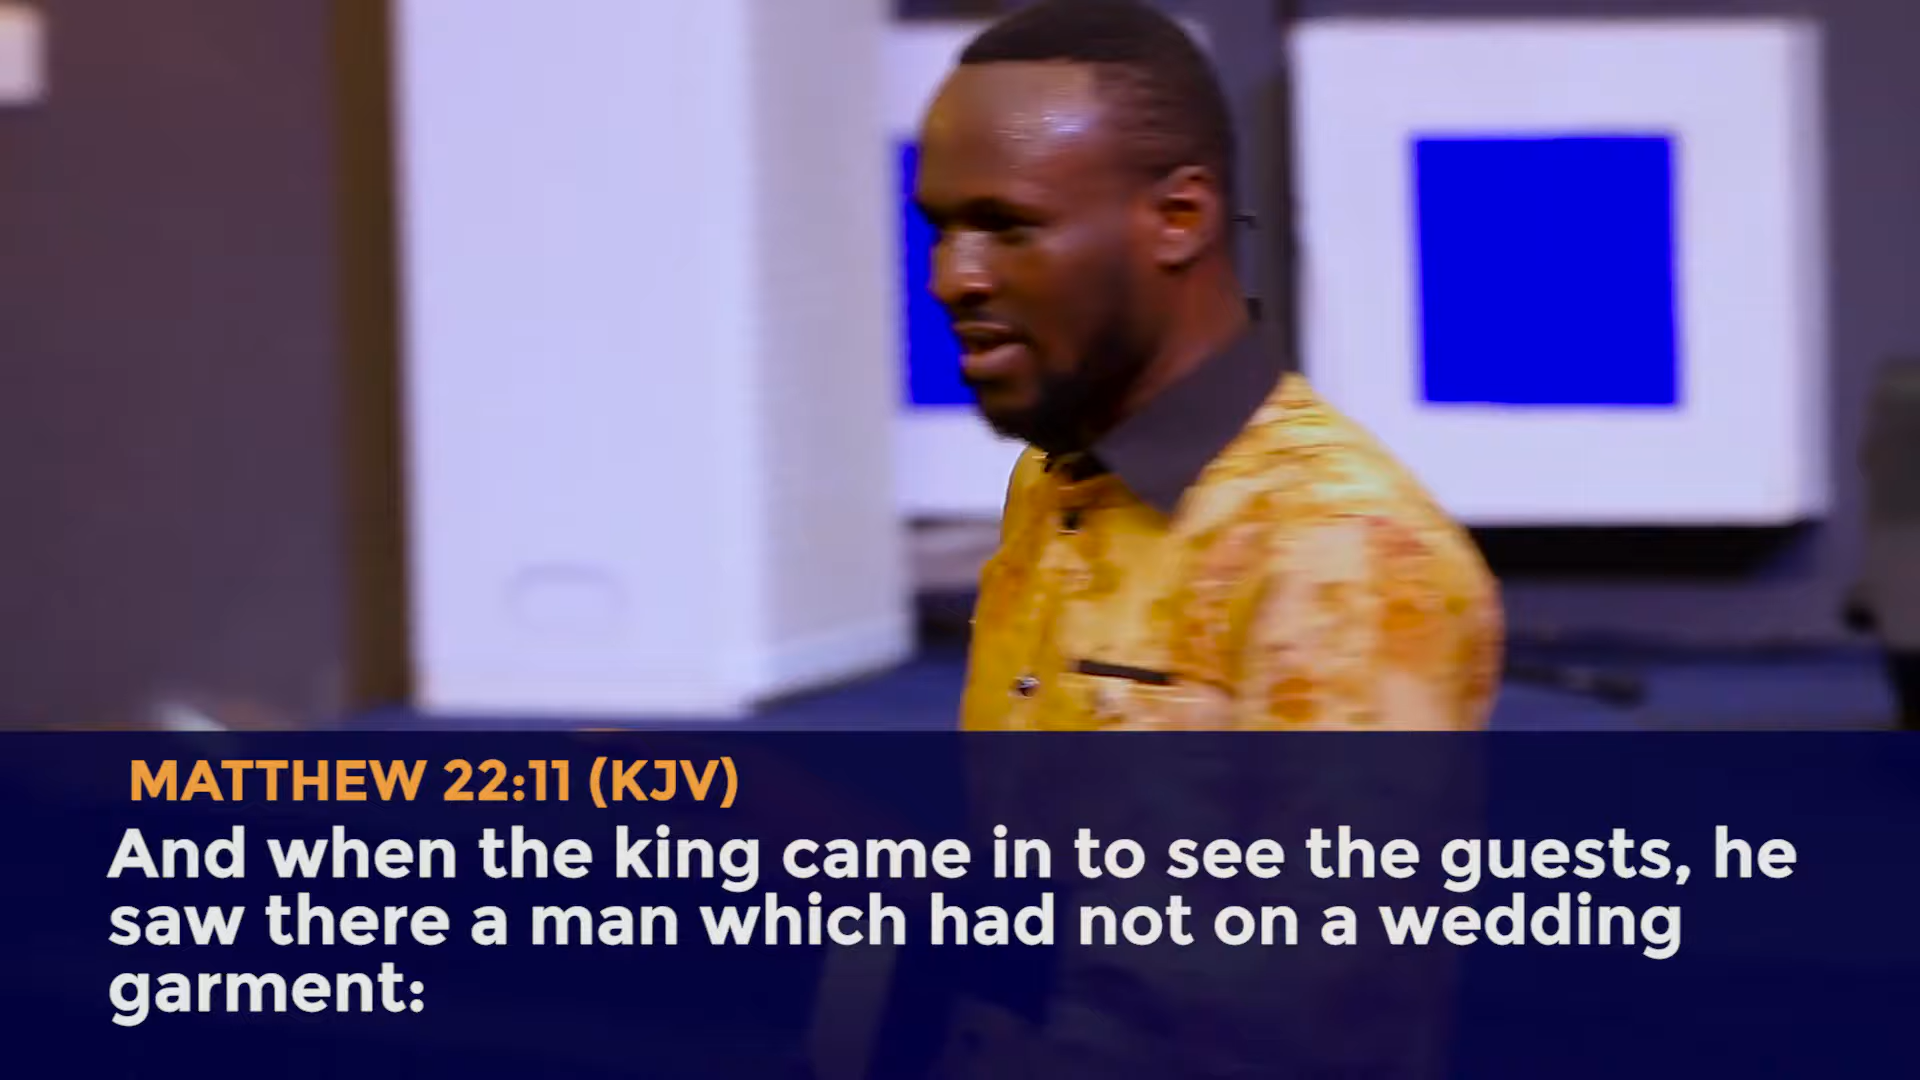 MATTHEW 22:11 (KJV)
And when the king came in to see the guests, he
saw there a man which had not on a wedding
garment: